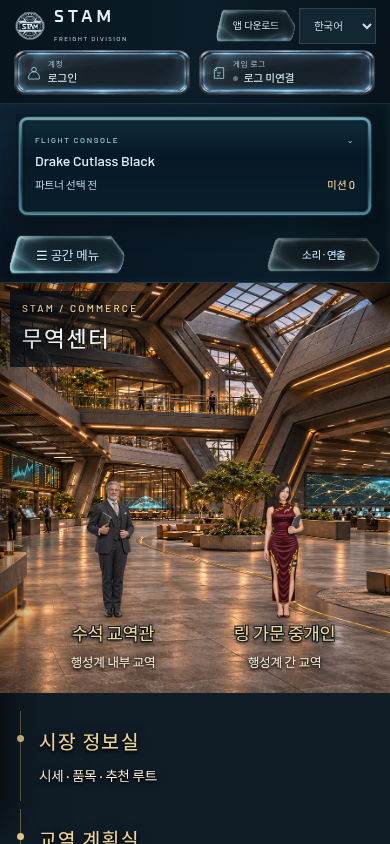 STAM
STAM
FREIGHT DIVISION
앱 다운로드
한국어
계정
로그인
게임 로그
로그 미연결
FLIGHT CONSOLE
Drake Cutlass Black
파트너 선택 전
미션 0
☰ 공간 메뉴
소리·연출
STAM / COMMERCE
무역센터
수석 교역관
행성계 내부 교역
링 가문 중개인
행성계 간 교역
시장 정보실
시세·품목·추천 루트
교역 계획실